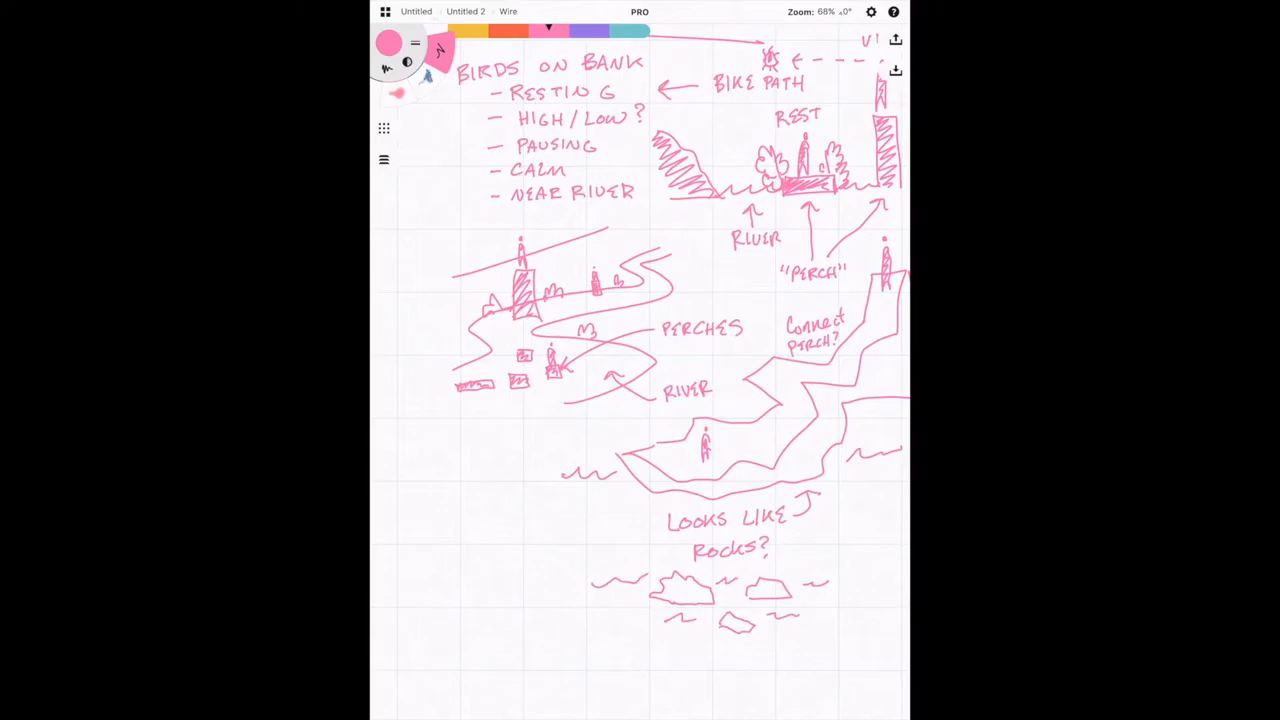 Untitled
Untitled 2
Wire
PRO
Zoom: 68% ⊿0°
BIRDS ON BANK
- RESTING
- HIGH/LOW?
- PAUSING
- CALM
- NEAR RIVER
BIKE PATH
REST
RIVER
"PERCH"
PERCHES
RIVER
Connect
PERCH?
LOOKS LIKE
ROCKS?